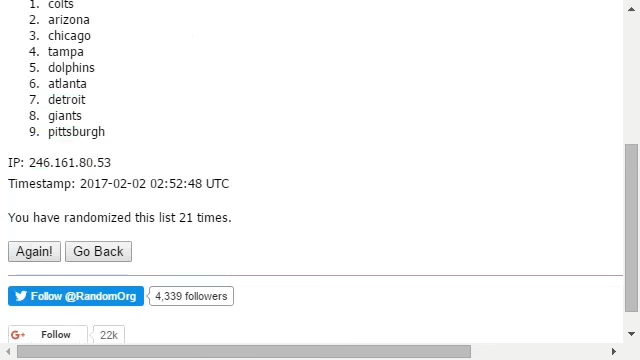 1. colts
2. arizona
3. chicago
4. tampa
5. dolphins
6. atlanta
7. detroit
8. giants
9. pittsburgh
IP: 246.161.80.53
Timestamp: 2017-02-02 02:52:48 UTC
You have randomized this list 21 times.
Again! Go Back
Follow @RandomOrg 4,339 followers
G+ Follow 22k